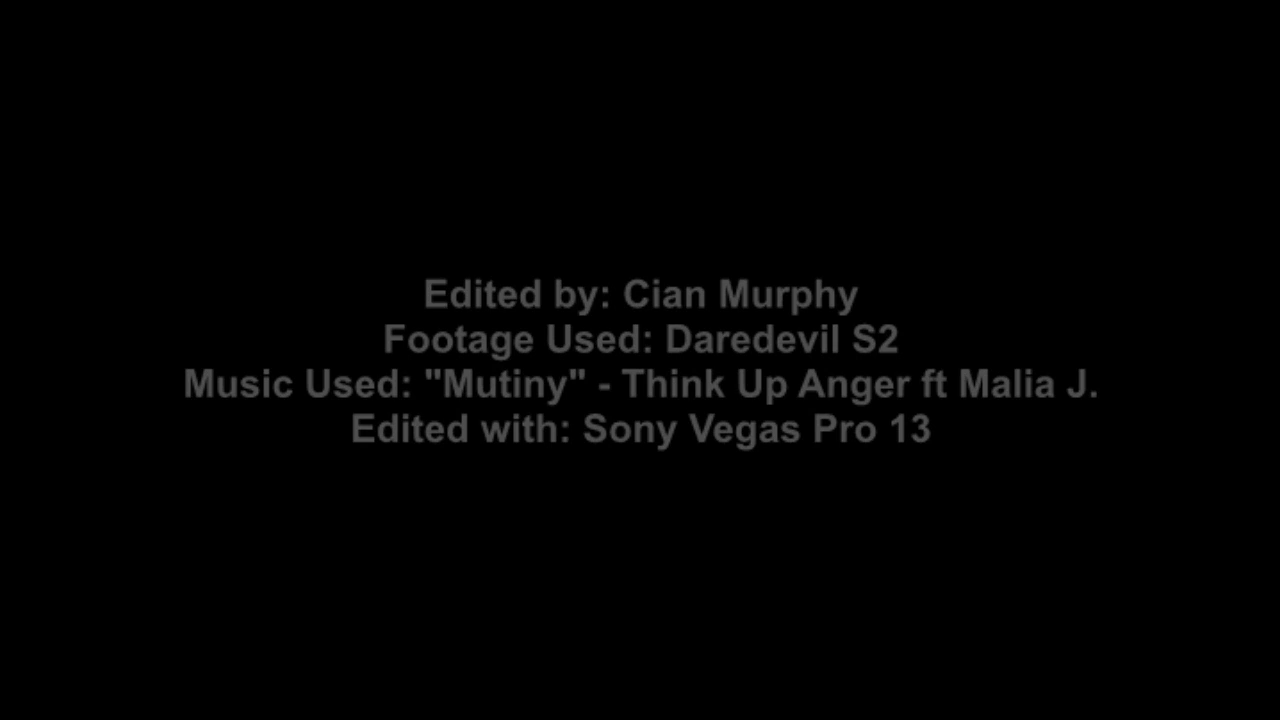 Edited by: Cian Murphy
Footage Used: Daredevil S2
Music Used: "Mutiny" - Think Up Anger ft Malia J.
Edited with: Sony Vegas Pro 13